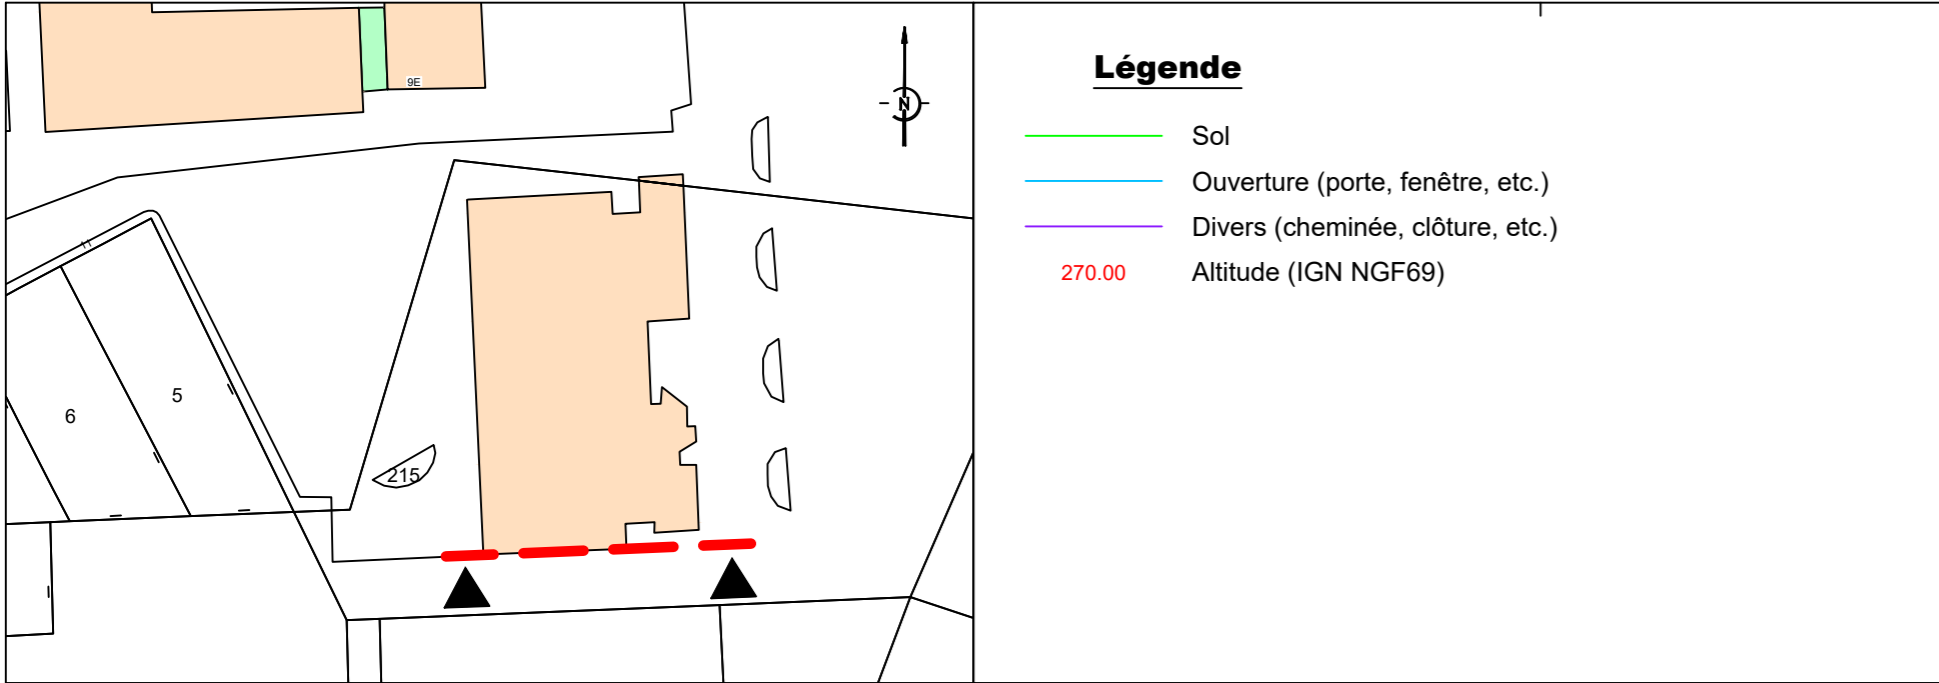 9E
N
5
6
215
Légende
Sol
Ouverture (porte, fenêtre, etc.)
Divers (cheminée, clôture, etc.)
270.00 Altitude (IGN NGF69)